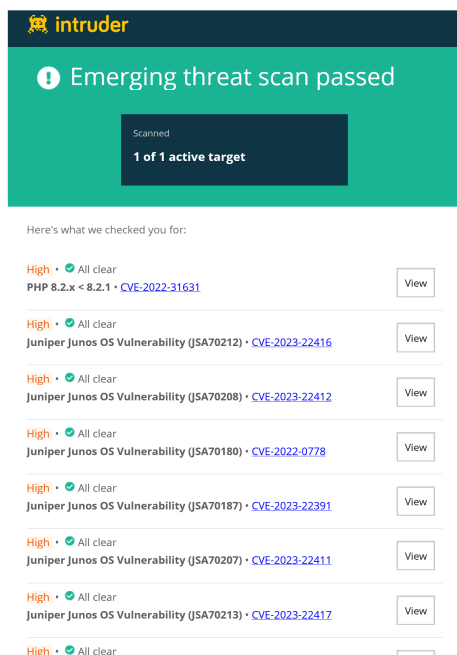 intruder
Emerging threat scan passed
Scanned
1 of 1 active target
Here's what we checked you for:
High • All clear
PHP 8.2.x < 8.2.1 • CVE-2022-31631
View
High • All clear
Juniper Junos OS Vulnerability (JSA70212) • CVE-2023-22416
View
High • All clear
Juniper Junos OS Vulnerability (JSA70208) • CVE-2023-22412
View
High • All clear
Juniper Junos OS Vulnerability (JSA70180) • CVE-2022-0778
View
High • All clear
Juniper Junos OS Vulnerability (JSA70187) • CVE-2023-22391
View
High • All clear
Juniper Junos OS Vulnerability (JSA70207) • CVE-2023-22411
View
High • All clear
Juniper Junos OS Vulnerability (JSA70213) • CVE-2023-22417
View
High • All clear